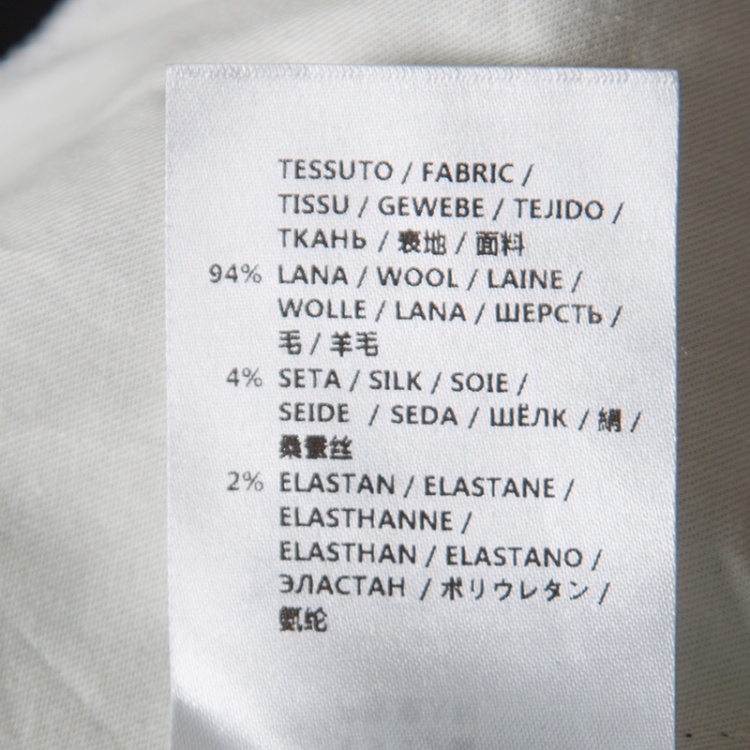 TESSUTO / FABRIC /
TISSU / GEWEBE / TEJIDO /
ТКАНЬ / 表地 / 面料
94% LANA / WOOL / LAINE /
WOLLE / LANA / ШЕРСТЬ /
毛 / 羊毛
4% SETA / SILK / SOIE /
SEIDE / SEDA / ШЁЛК / 絹 /
桑蚕丝
2% ELASTAN / ELASTANE /
ELASTHANNE /
ELASTHAN / ELASTANO /
ЭЛАСТАН / ポリウレタン /
氨纶